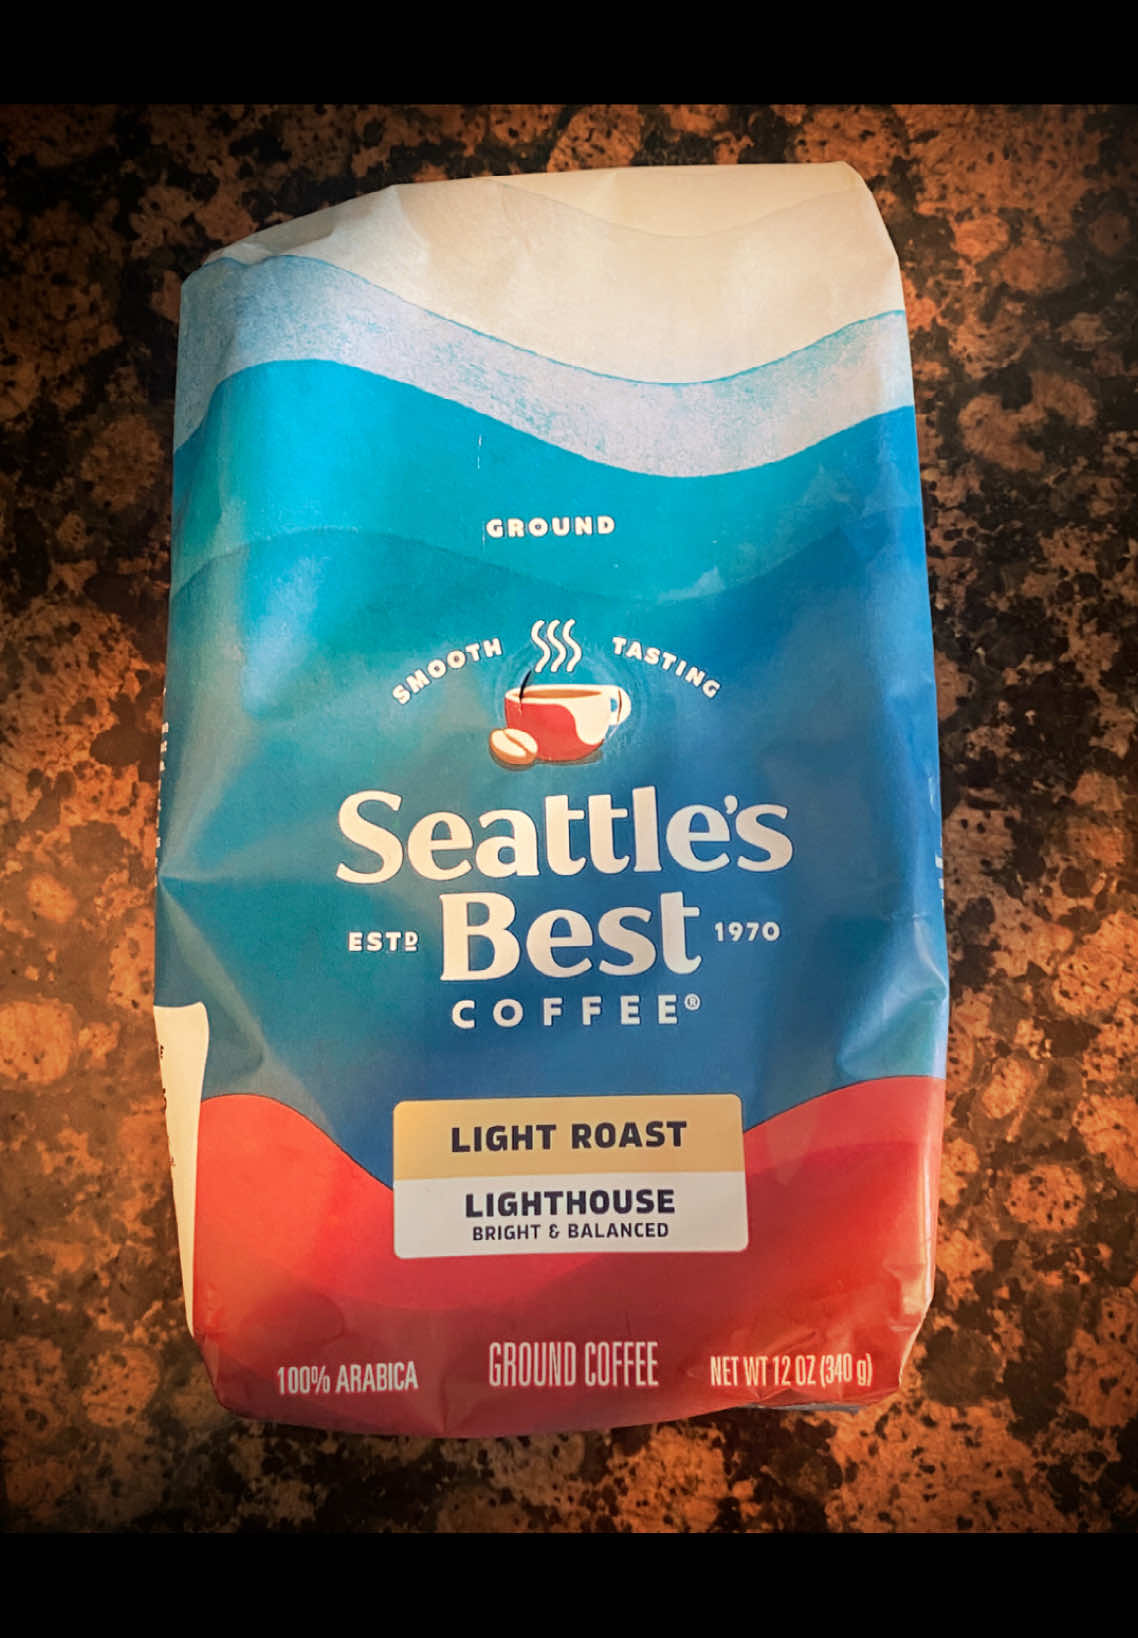 GROUND
SMOOTH TASTING
Seattle's
ESTD Best 1970
COFFEE®
LIGHT ROAST
LIGHTHOUSE
BRIGHT & BALANCED
100% ARABICA GROUND COFFEE NET WT 12 OZ (340 g)